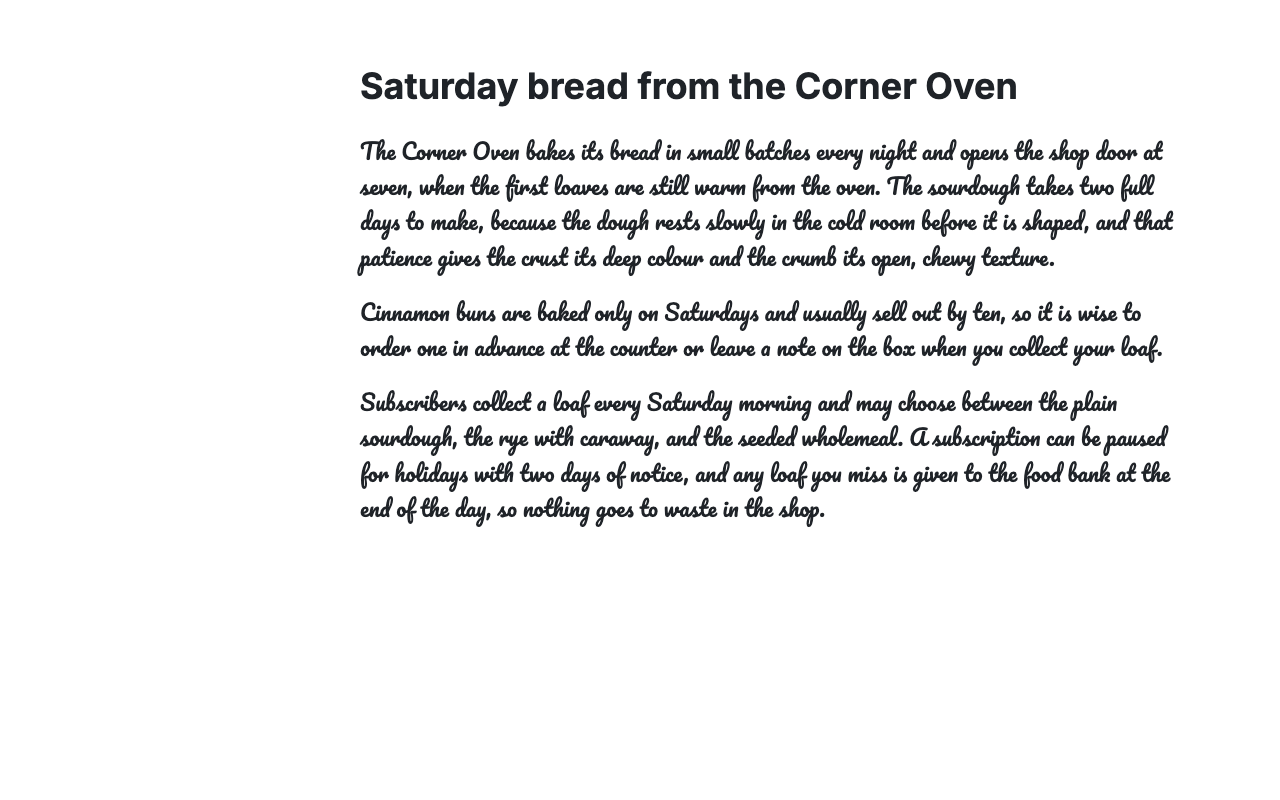 Saturday bread from the Corner Oven
The Corner Oven bakes its bread in small batches every night and opens the shop door at
seven, when the first loaves are still warm from the oven. The sourdough takes two full
days to make, because the dough rests slowly in the cold room before it is shaped, and that
patience gives the crust its deep colour and the crumb its open, chewy texture.
Cinnamon buns are baked only on Saturdays and usually sell out by ten, so it is wise to
order one in advance at the counter or leave a note on the box when you collect your loaf.
Subscribers collect a loaf every Saturday morning and may choose between the plain
sourdough, the rye with caraway, and the seeded wholemeal. A subscription can be paused
for holidays with two days of notice, and any loaf you miss is given to the food bank at the
end of the day, so nothing goes to waste in the shop.